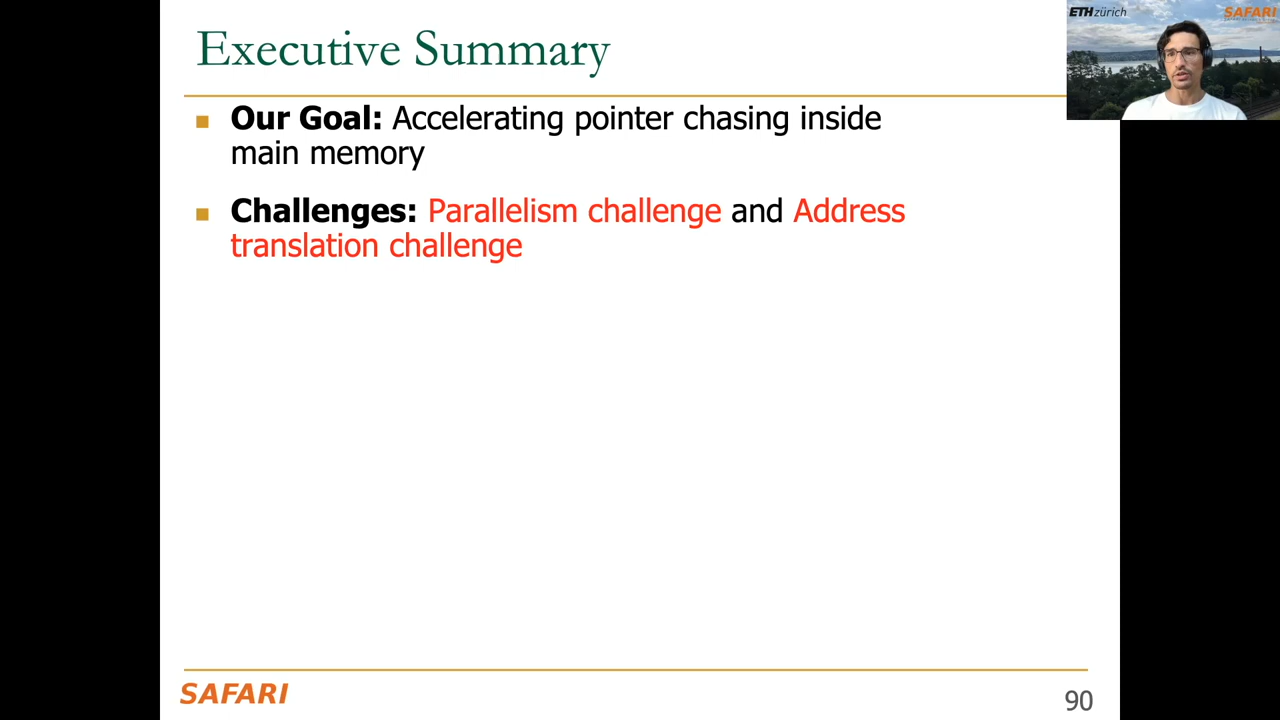 Executive Summary
ETH zürich
SAFARI
Our Goal: Accelerating pointer chasing inside
main memory
Challenges: Parallelism challenge and Address
translation challenge
SAFARI
90